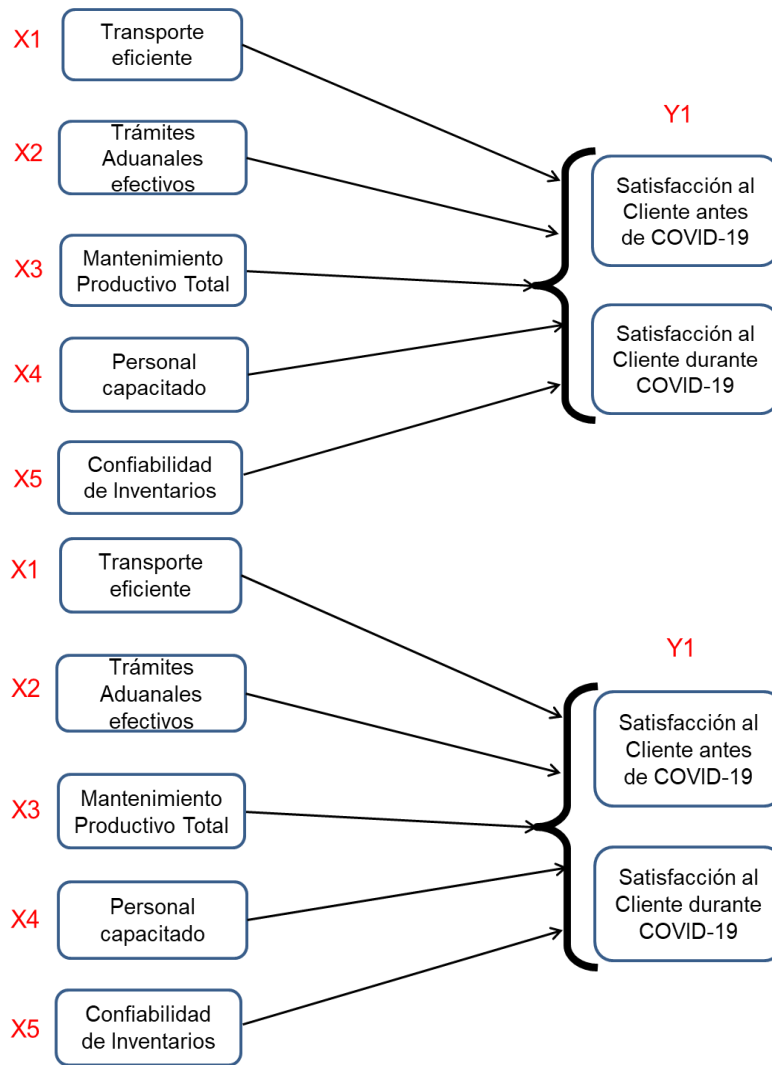 X1
Transporte
eficiente
X2
Trámites
Aduanales
efectivos
X3
Mantenimiento
Productivo Total
X4
Personal
capacitado
X5
Confiabilidad
de Inventarios
Y1
Satisfacción al
Cliente antes
de COVID-19
Satisfacción al
Cliente durante
COVID-19
X1
Transporte
eficiente
X2
Trámites
Aduanales
efectivos
X3
Mantenimiento
Productivo Total
X4
Personal
capacitado
X5
Confiabilidad
de Inventarios
Y1
Satisfacción al
Cliente antes
de COVID-19
Satisfacción al
Cliente durante
COVID-19